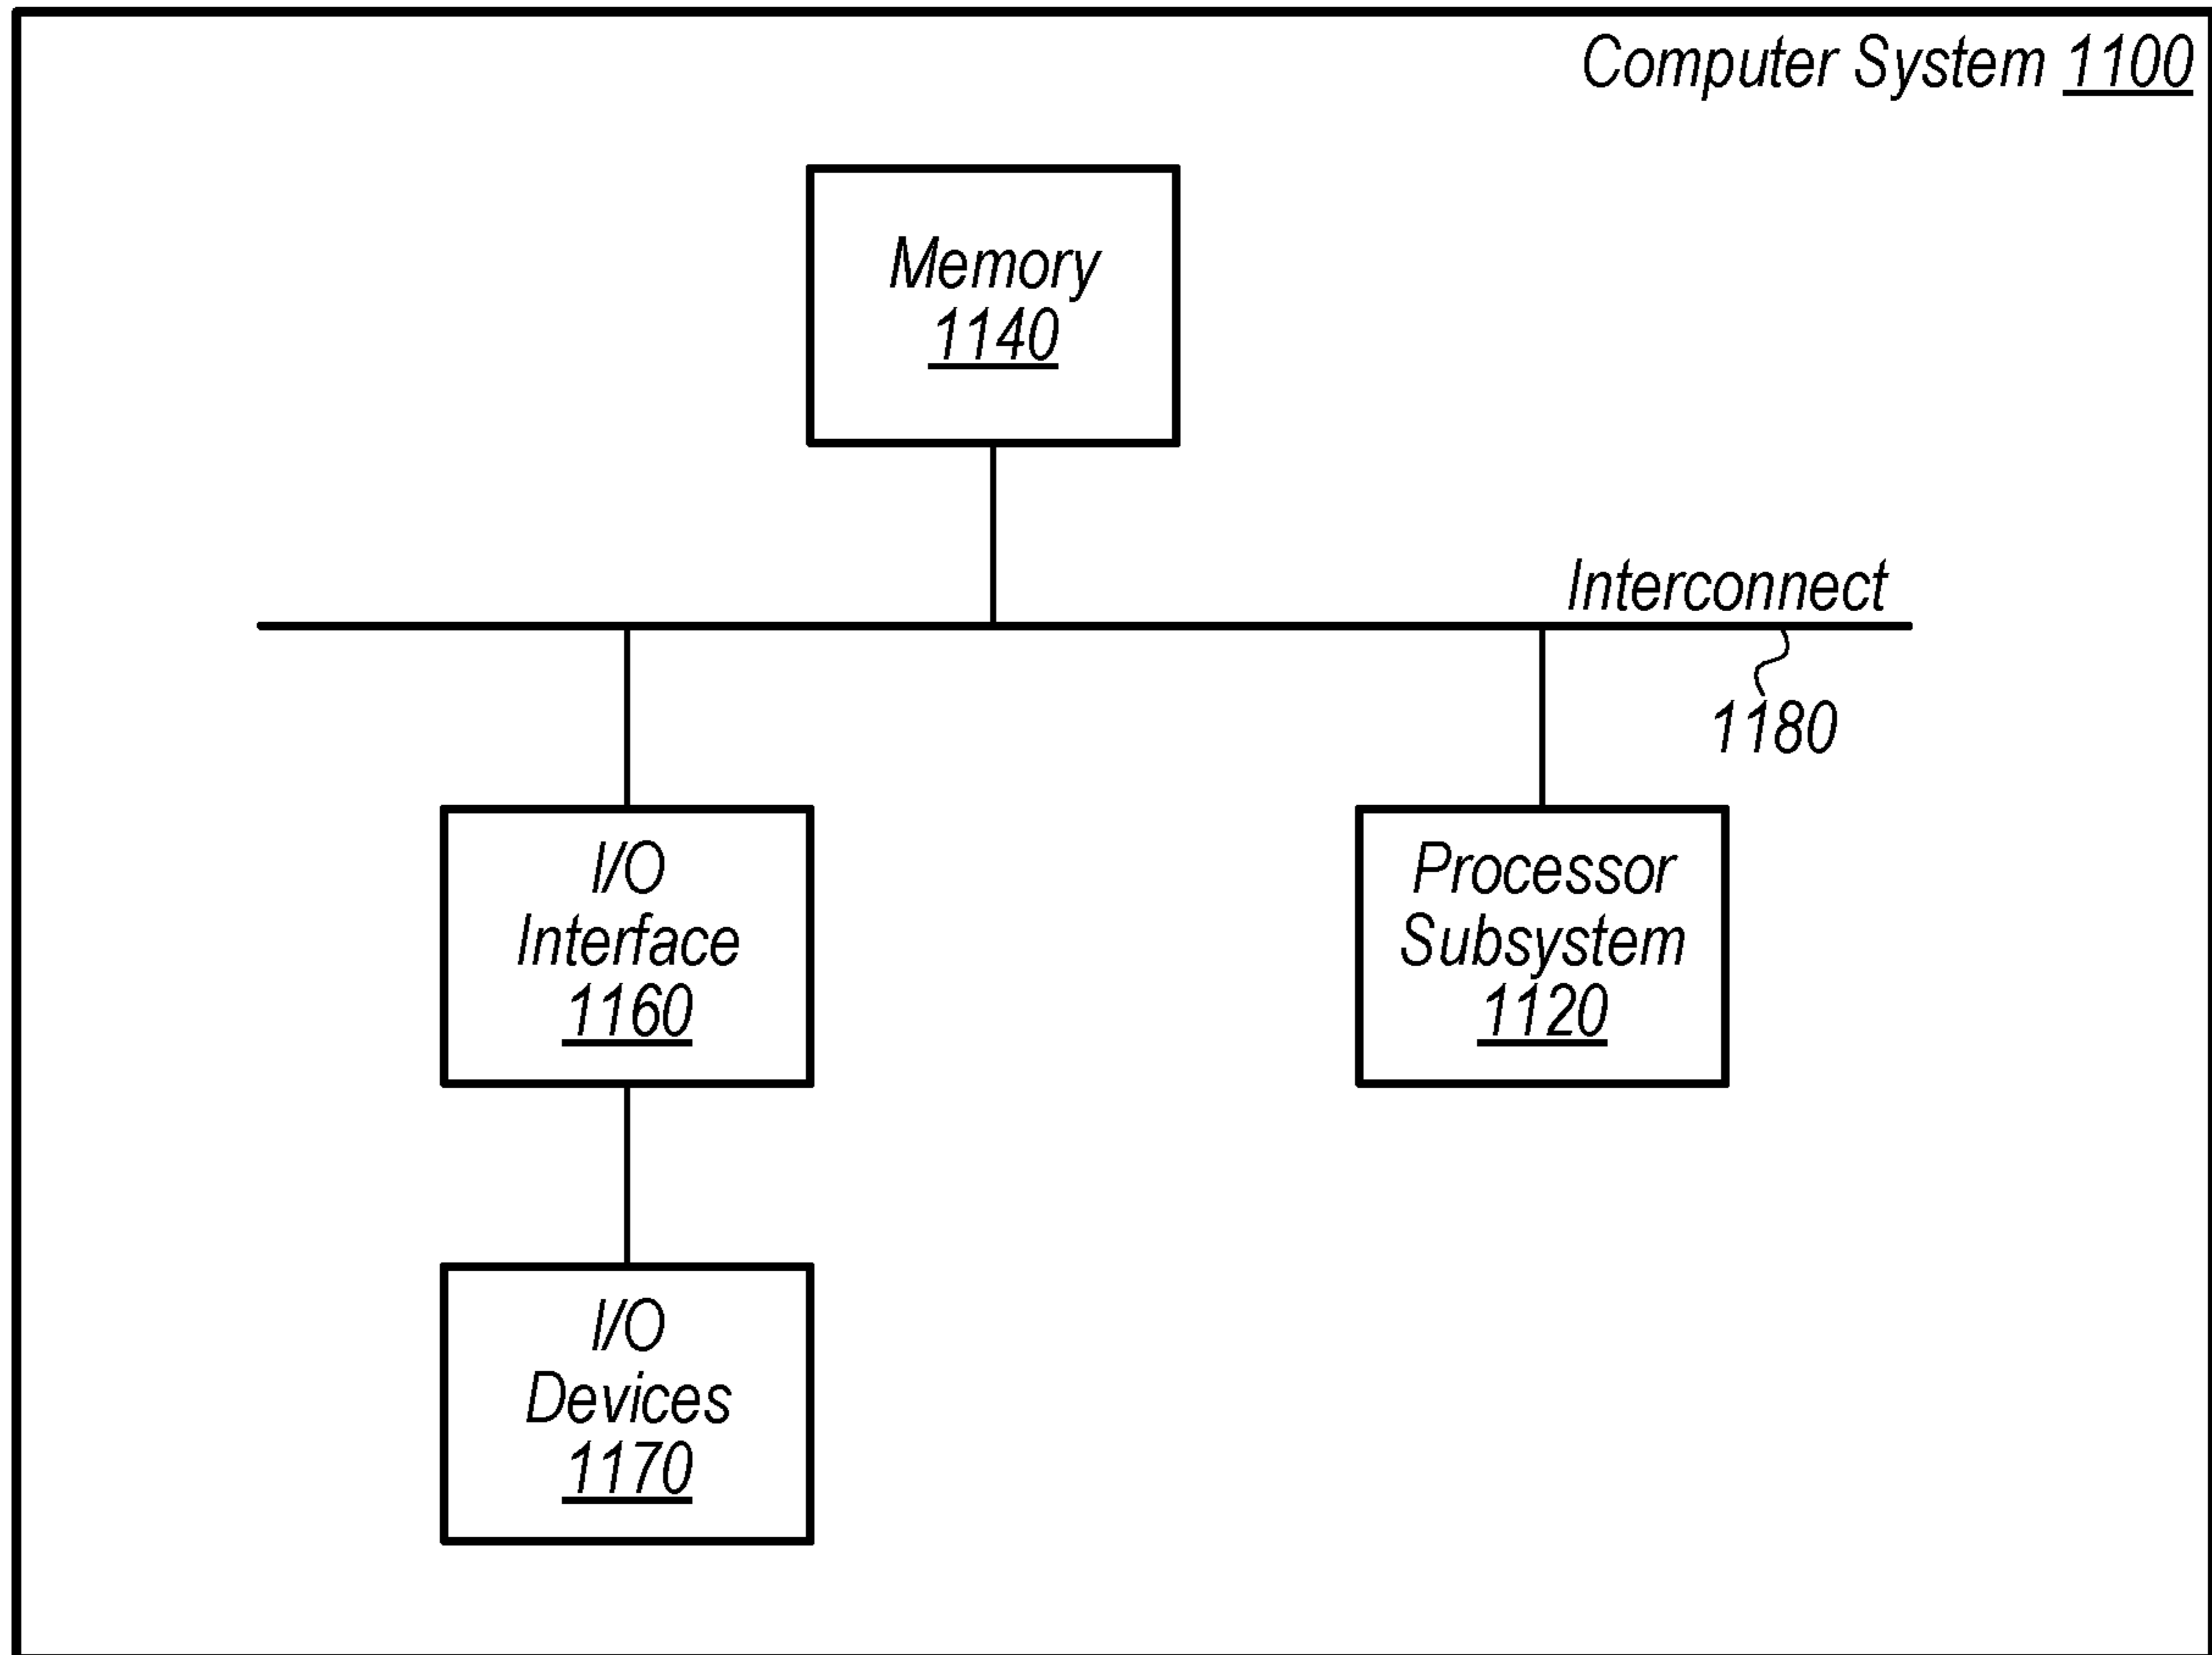 Computer System 1100
Memory
1140
Interconnect
1180
I/O
Interface
1160
Processor
Subsystem
1120
I/O
Devices
1170